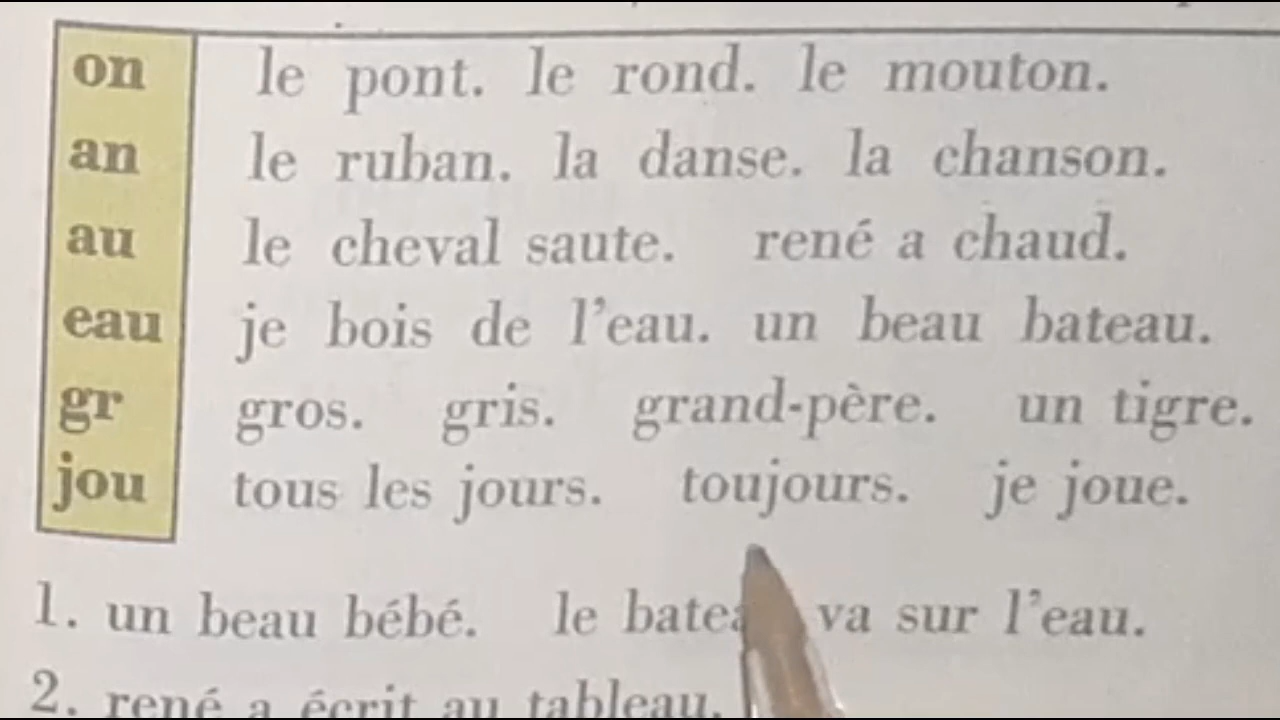 on le pont. le rond. le mouton.
an le ruban. la danse. la chanson.
au le cheval saute. rené a chaud.
eau je bois de l'eau. un beau bateau.
gr gros. gris. grand-père. un tigre.
jou tous les jours. toujours. je joue.
1. un beau bébé. le va sur l'eau.
2. rené a écrit au tableau.